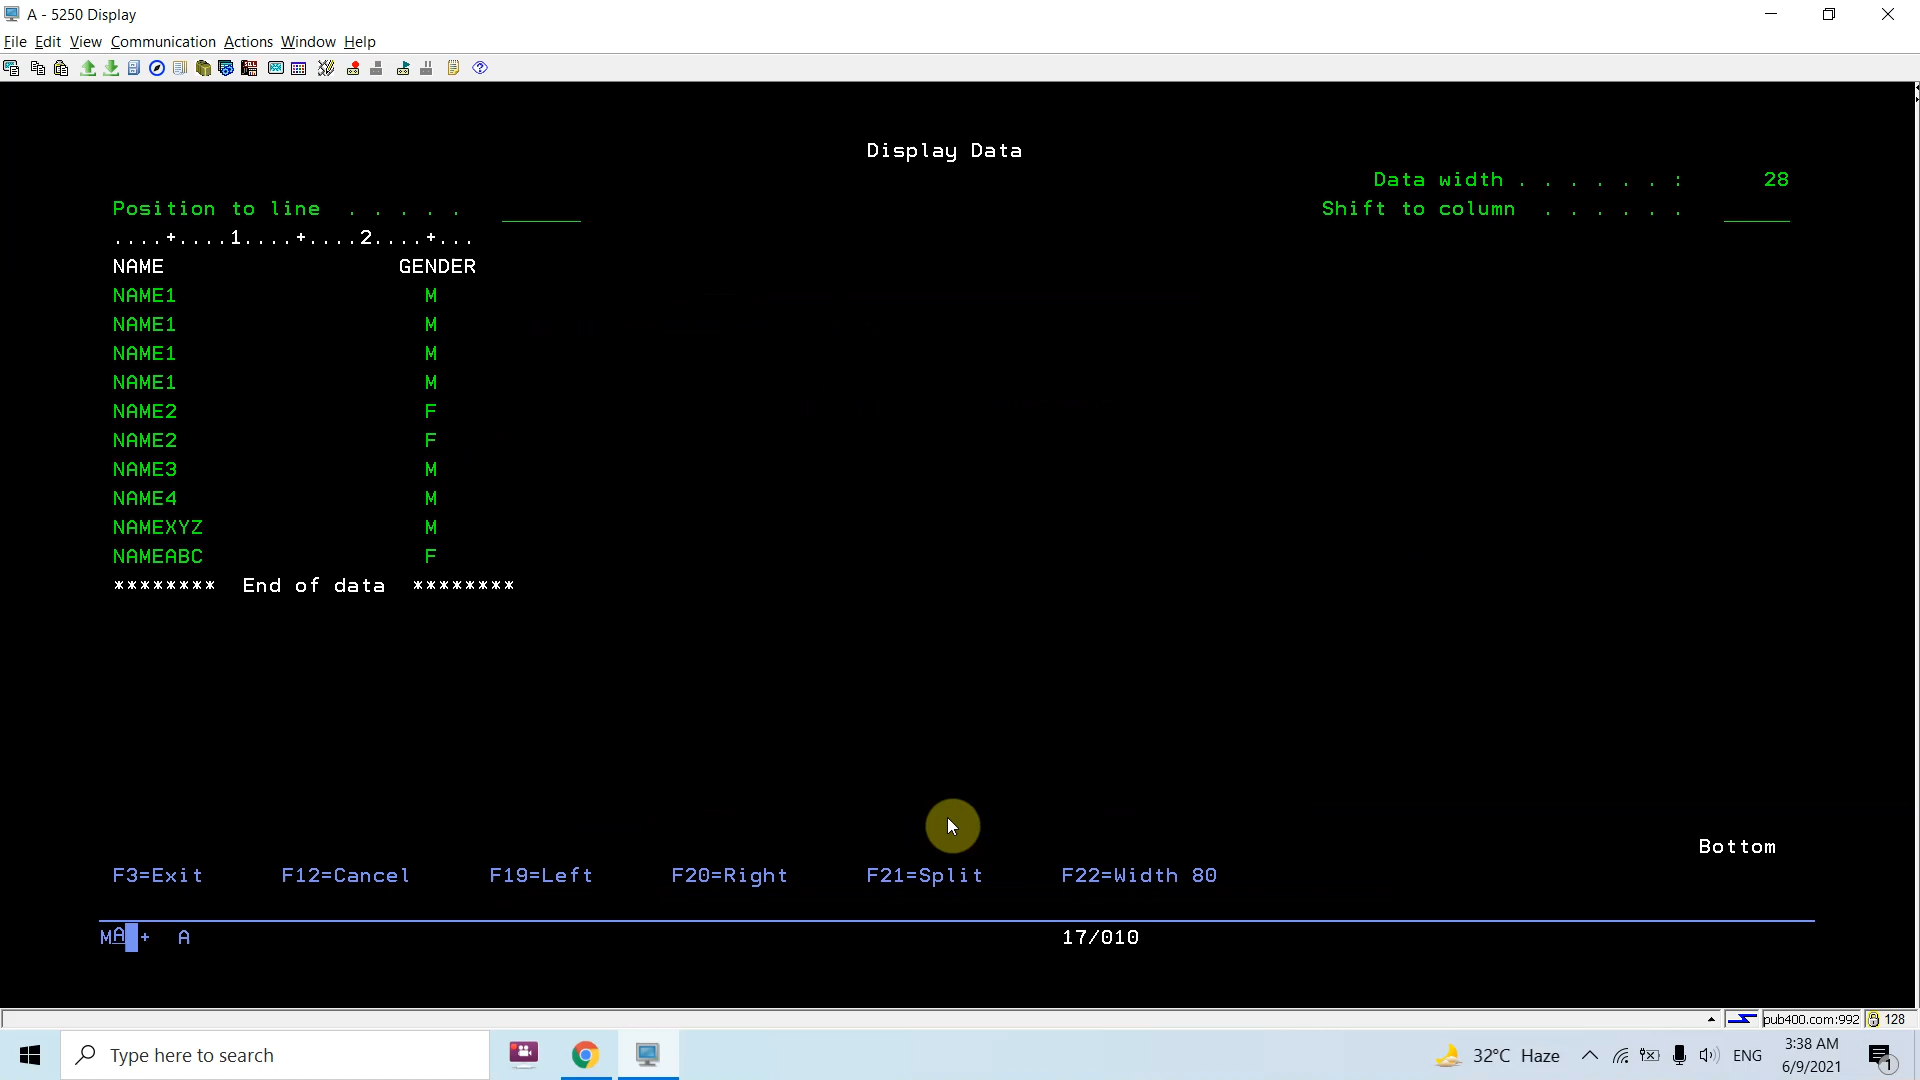 A - 5250 Display
File Edit View Communication Actions Window Help
Display Data
Data width . . . . . . : 28
Position to line . . . . . ______ Shift to column . . . . . . _____
....+....1....+....2....+...
NAME GENDER
NAME1 M
NAME1 M
NAME1 M
NAME1 M
NAME2 F
NAME2 F
NAME3 M
NAME4 M
NAMEXYZ M
NAMEABC F
******** End of data ********
Bottom
F3=Exit F12=Cancel F19=Left F20=Right F21=Split F22=Width 80
MA + A 17/010
pub400.com:992 128
Type here to search 32°C Haze ENG 3:38 AM
6/9/2021 1